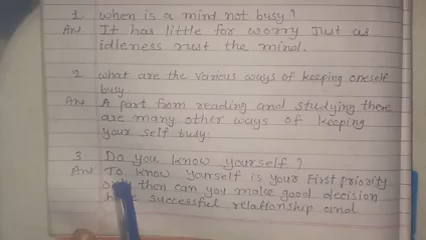 1 when is a mind not busy?
Ans It has little for worry Just as
idleness rust the mind.
2 what are the various ways of keeping oneself
busy.
Ans A part from reading and studying there
are many other ways of keeping
your self busy.
3. Do you know yourself?
Ans To know yourself is your First priority
only then can you make good decision
successful relationship and